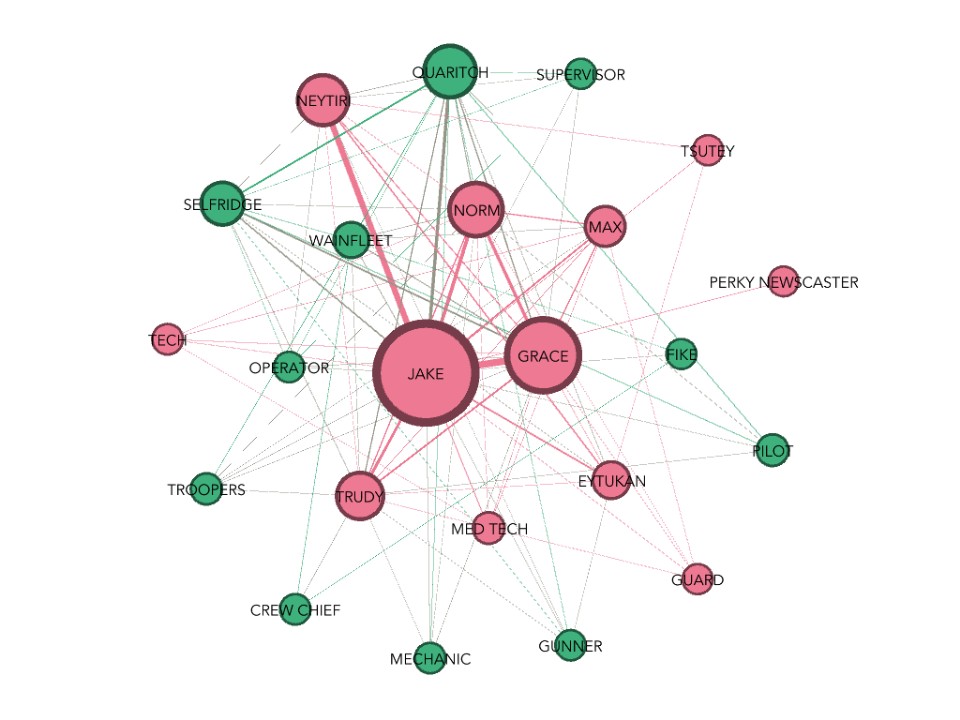 QUARITCH
SUPERVISOR
NEYTIRI
TSUTEY
SELFRIDGE
NORM
MAX
WAINFLEET
PERKY NEWSCASTER
TECH
GRACE
FIKE
OPERATOR
JAKE
PILOT
EYTUKAN
TROOPERS
TRUDY
MED TECH
GUARD
CREW CHIEF
GUNNER
MECHANIC